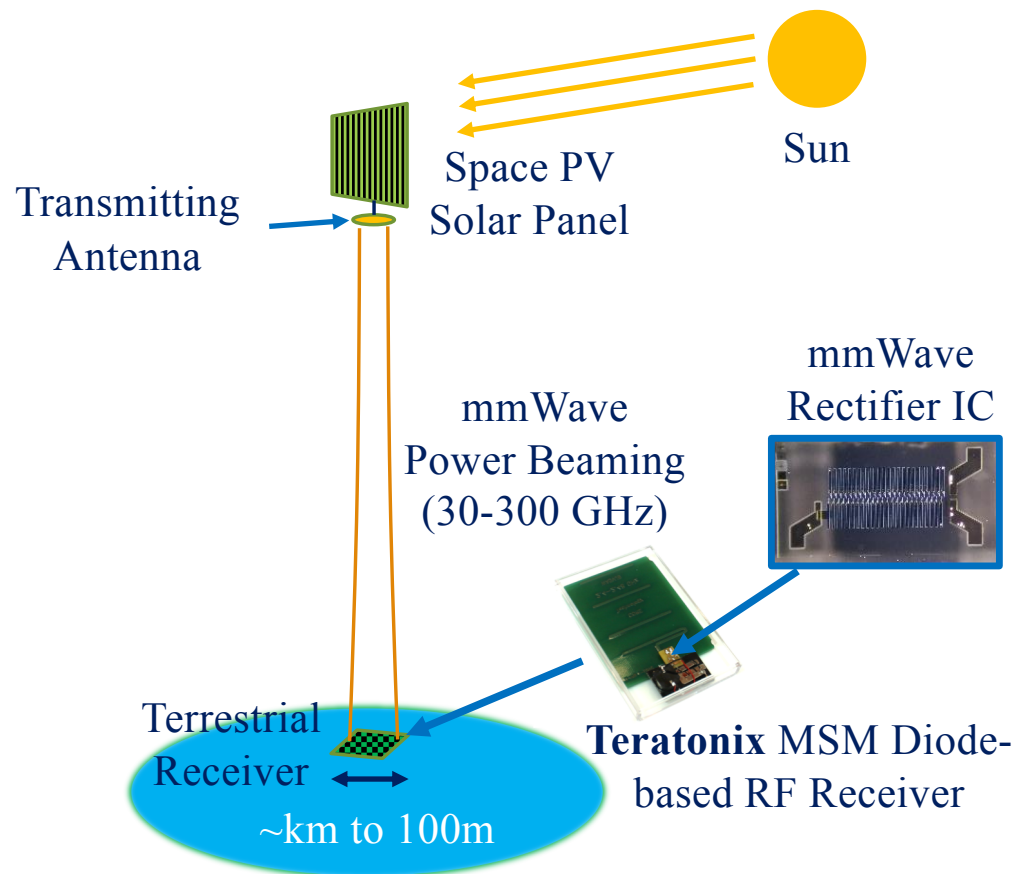 Sun
Space PV
Solar Panel
Transmitting
Antenna
mmWave
Rectifier IC
mmWave
Power Beaming
(30-300 GHz)
Terrestrial
Receiver
Teratonix MSM Diode-
based RF Receiver
~km to 100m